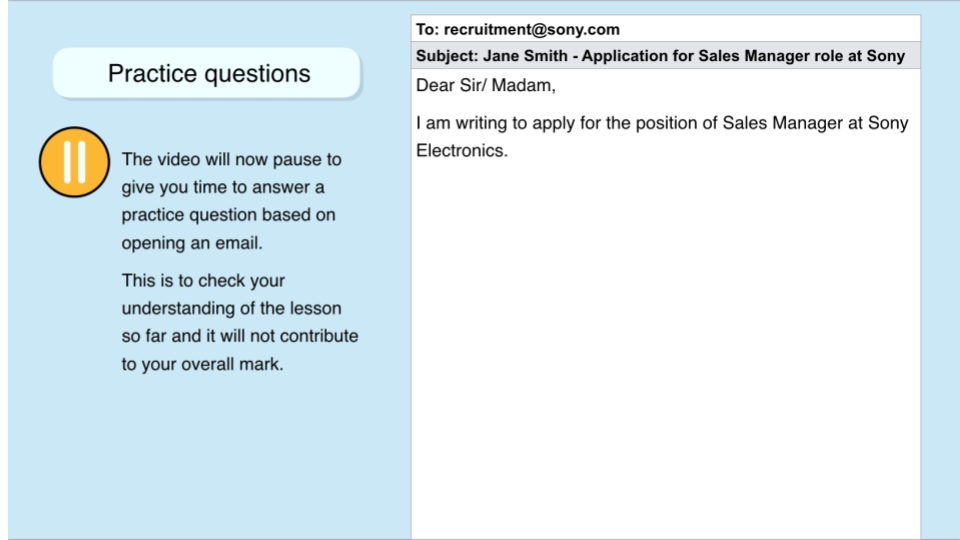 Practice questions
The video will now pause to
give you time to answer a
practice question based on
opening an email.
This is to check your
understanding of the lesson
so far and it will not contribute
to your overall mark.
To: recruitment@sony.com
Subject: Jane Smith - Application for Sales Manager role at Sony
Dear Sir/ Madam,
I am writing to apply for the position of Sales Manager at Sony
Electronics.